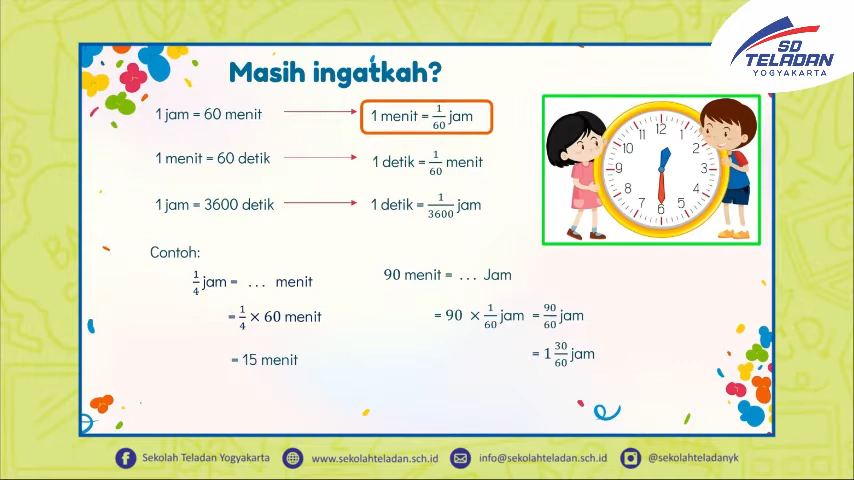 SD
TELADAN
YOGYAKARTA
Masih ingatkah?
1 jam = 60 menit
1 menit = 1/60 jam
1 menit = 60 detik
1 detik = 1/60 menit
1 jam = 3600 detik
1 detik = 1/3600 jam
12
1
2
3
4
5
6
7
8
9
10
11
Contoh:
1/4 jam = ... menit
= 1/4 × 60 menit
= 15 menit
90 menit = ... Jam
= 90 × 1/60 jam = 90/60 jam
= 1 30/60 jam
Sekolah Teladan Yogyakarta
www.sekolahteladan.sch.id
info@sekolahteladan.sch.id
@sekolahteladanyk